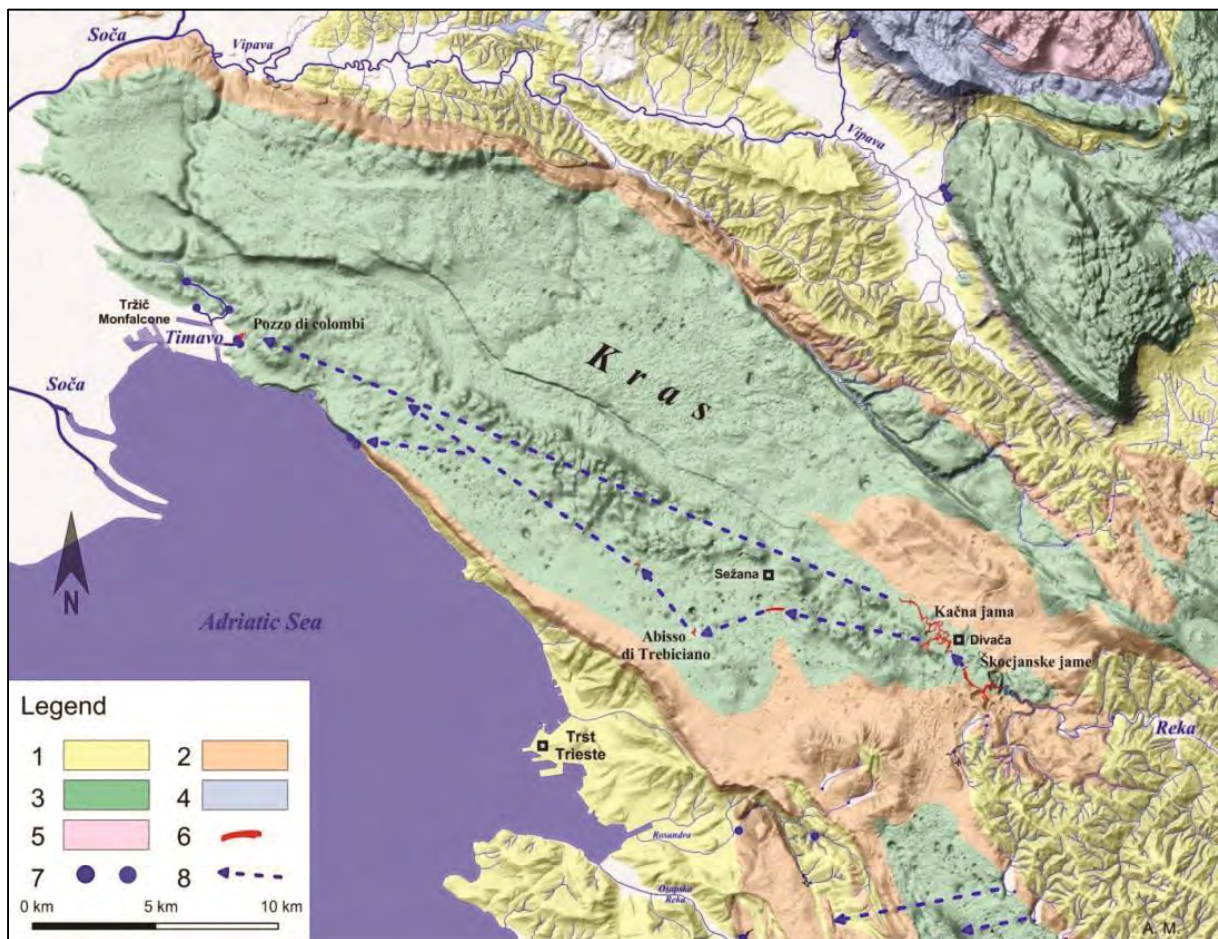 Soča
Vipava
Vipava
Tržič
Monfalcone
Timavo
Pozzo di colombi
Soča
Kras
N
Adriatic Sea
Sežana
Kačna jama
Divača
Abisso
di Trebiciano
Škocjanske jame
Reka
Trst
Trieste
Rosandra
Osapska
Reka
Legend
1 2
3 4
5 6
7 8
0 km 5 km 10 km
A. M.